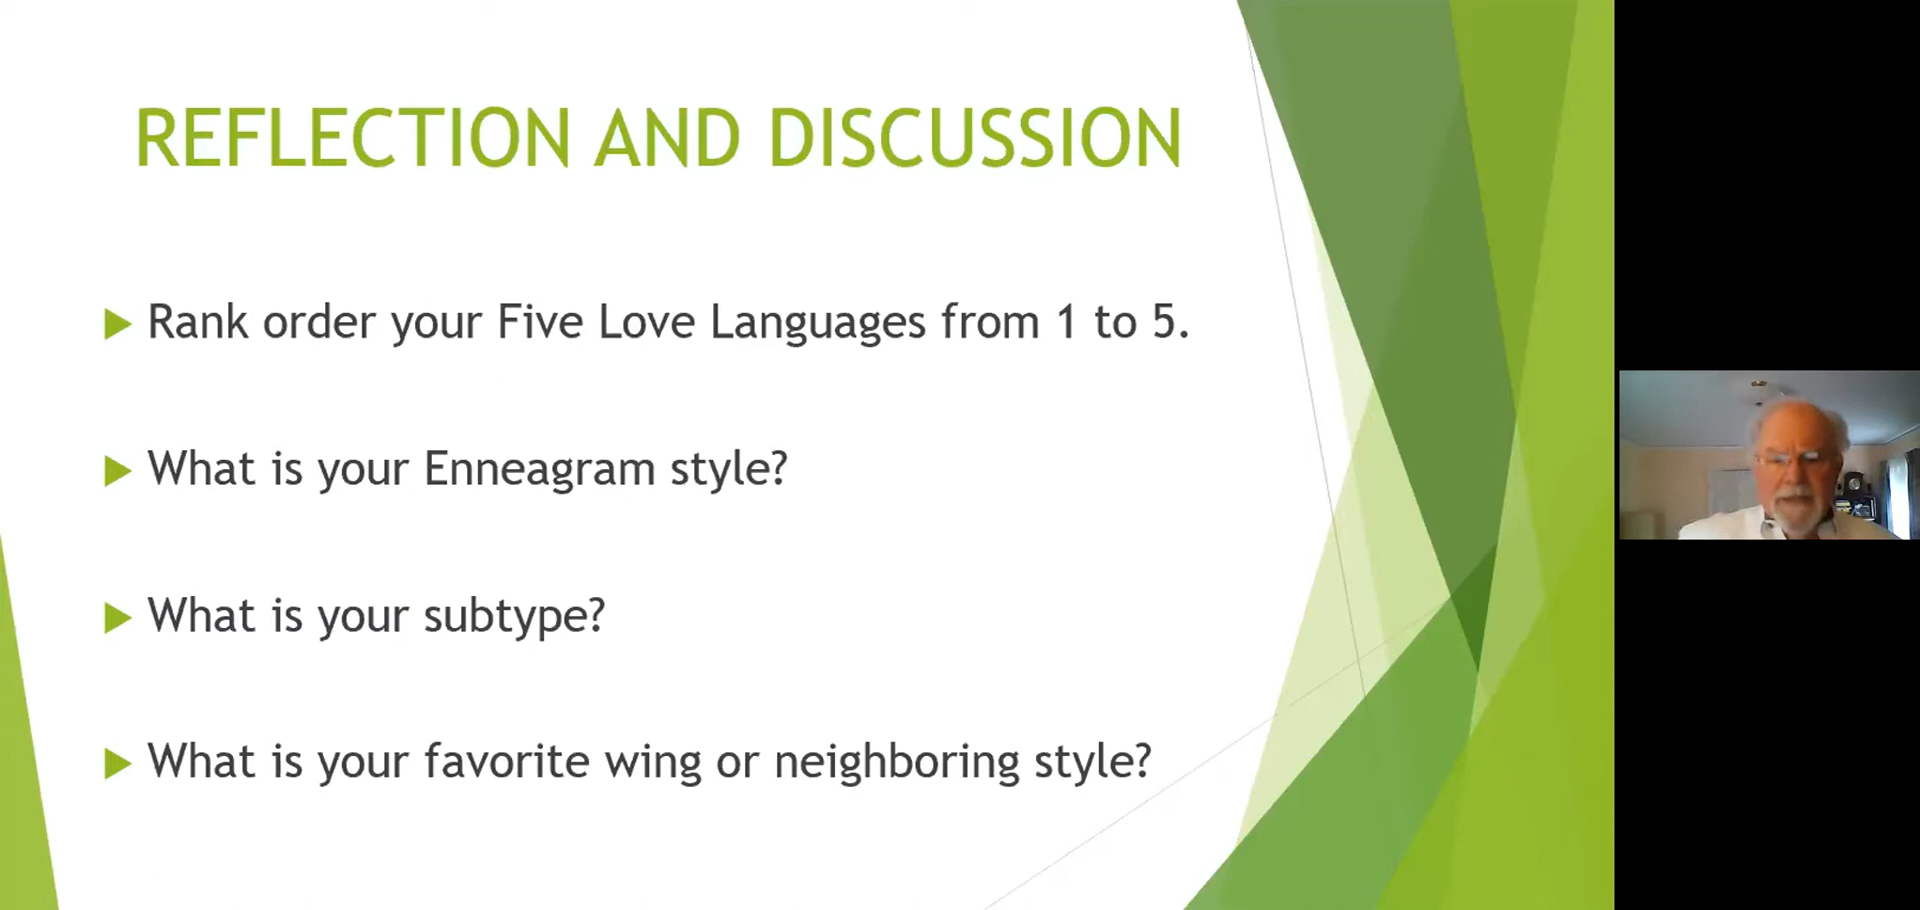 REFLECTION AND DISCUSSION
Rank order your Five Love Languages from 1 to 5.
What is your Enneagram style?
What is your subtype?
What is your favorite wing or neighboring style?